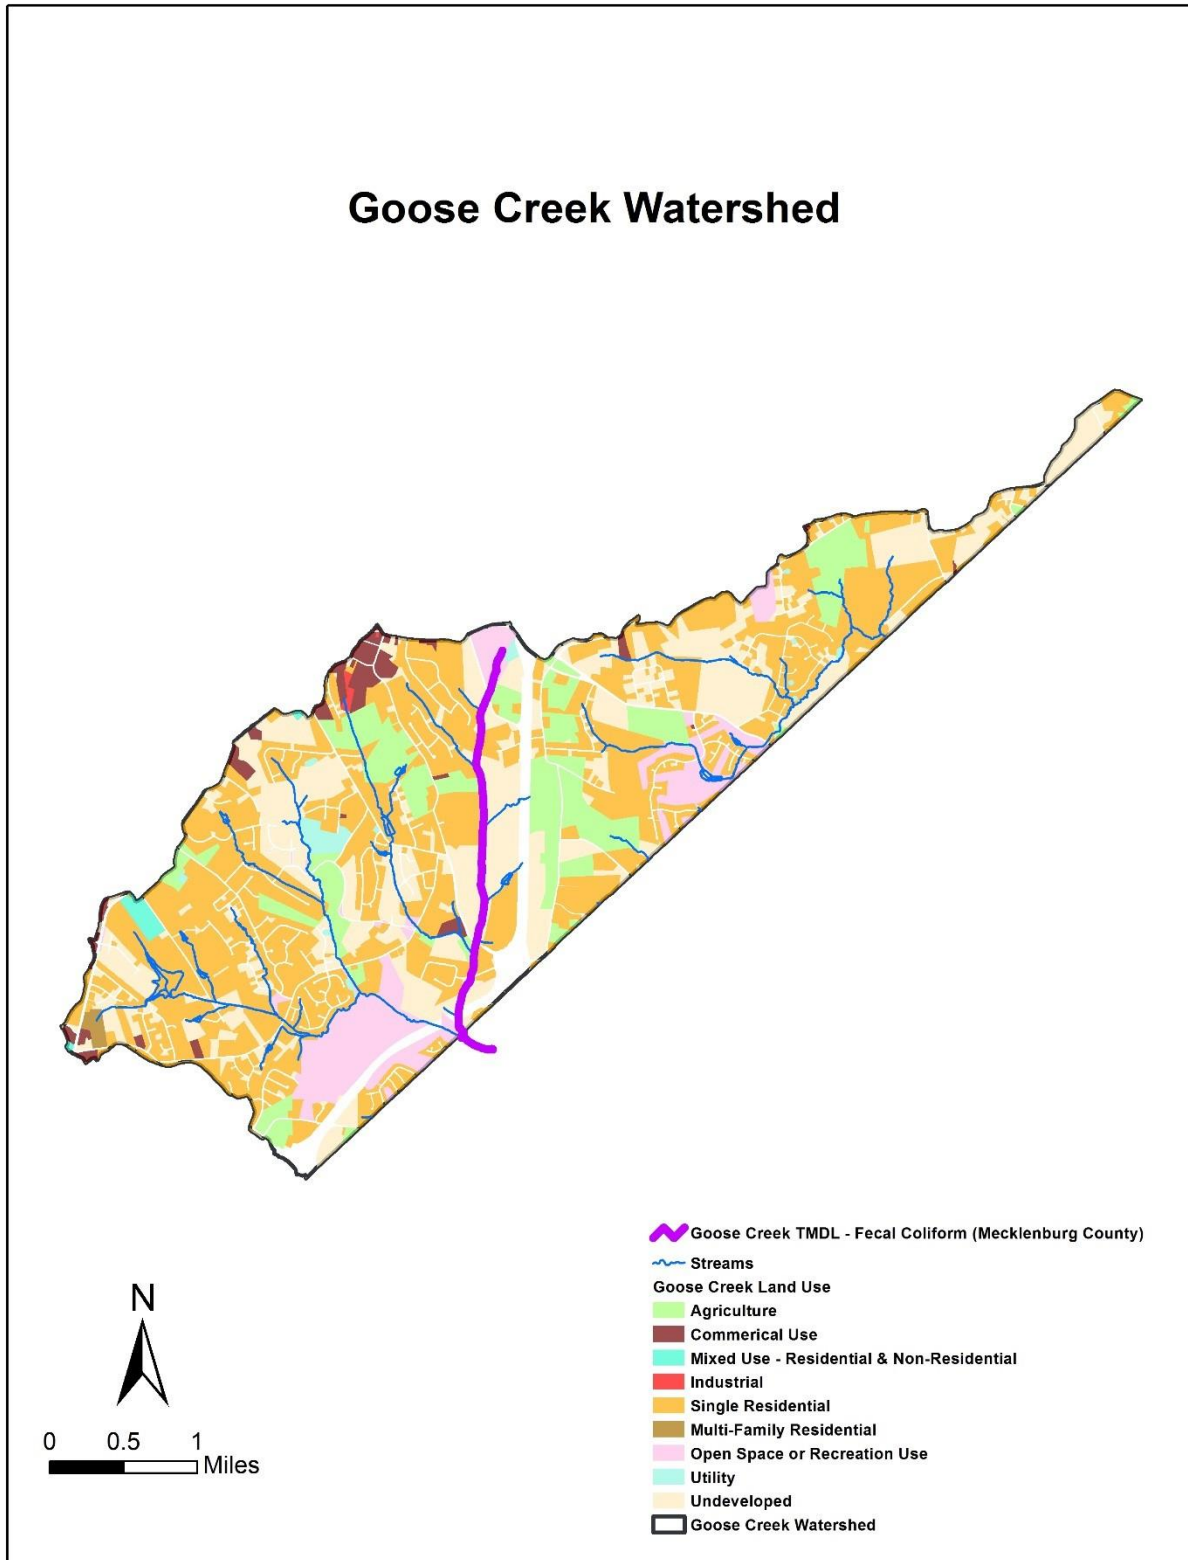 Goose Creek Watershed
Goose Creek TMDL - Fecal Coliform (Mecklenburg County)
Streams
Goose Creek Land Use
Agriculture
Commerical Use
Mixed Use - Residential & Non-Residential
Industrial
Single Residential
Multi-Family Residential
Open Space or Recreation Use
Utility
Undeveloped
Goose Creek Watershed
N
0 0.5 1
Miles